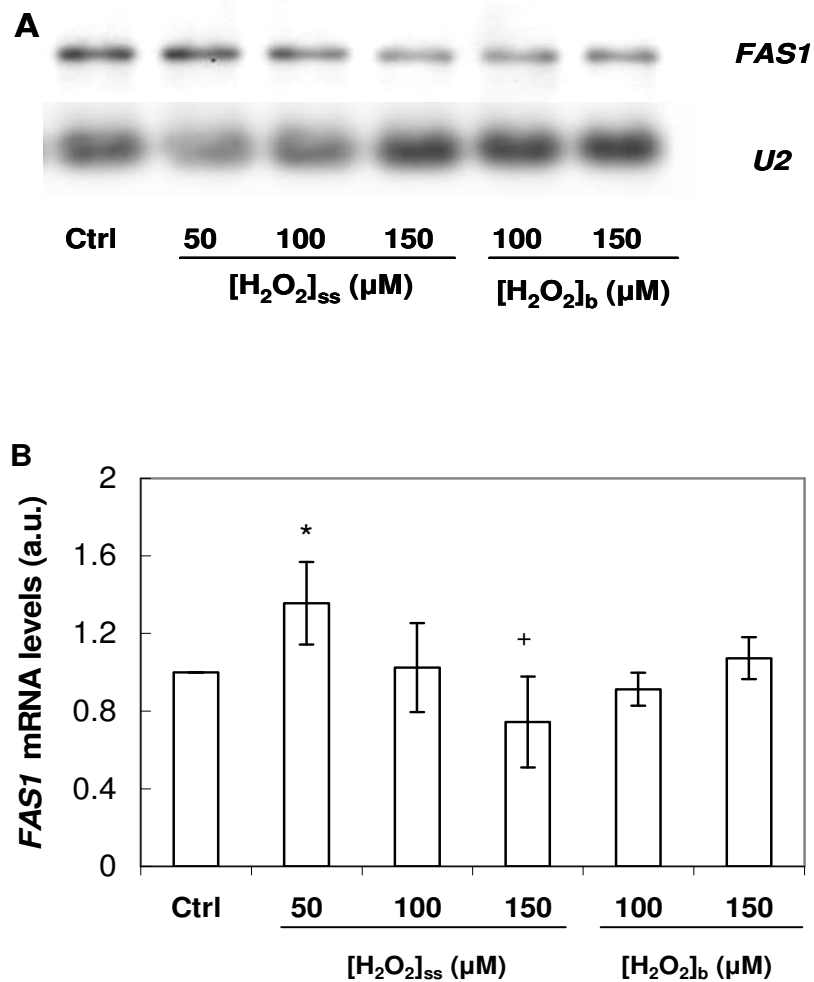 A
FAS1
U2
Ctrl 50 100 150 100 150
[H₂O₂]ss (µM) [H₂O₂]b (µM)
B
FAS1 mRNA levels (a.u.)
2
1.6
1.2
0.8
0.4
0
*
+
Ctrl 50 100 150 100 150
[H₂O₂]ss (µM) [H₂O₂]b (µM)